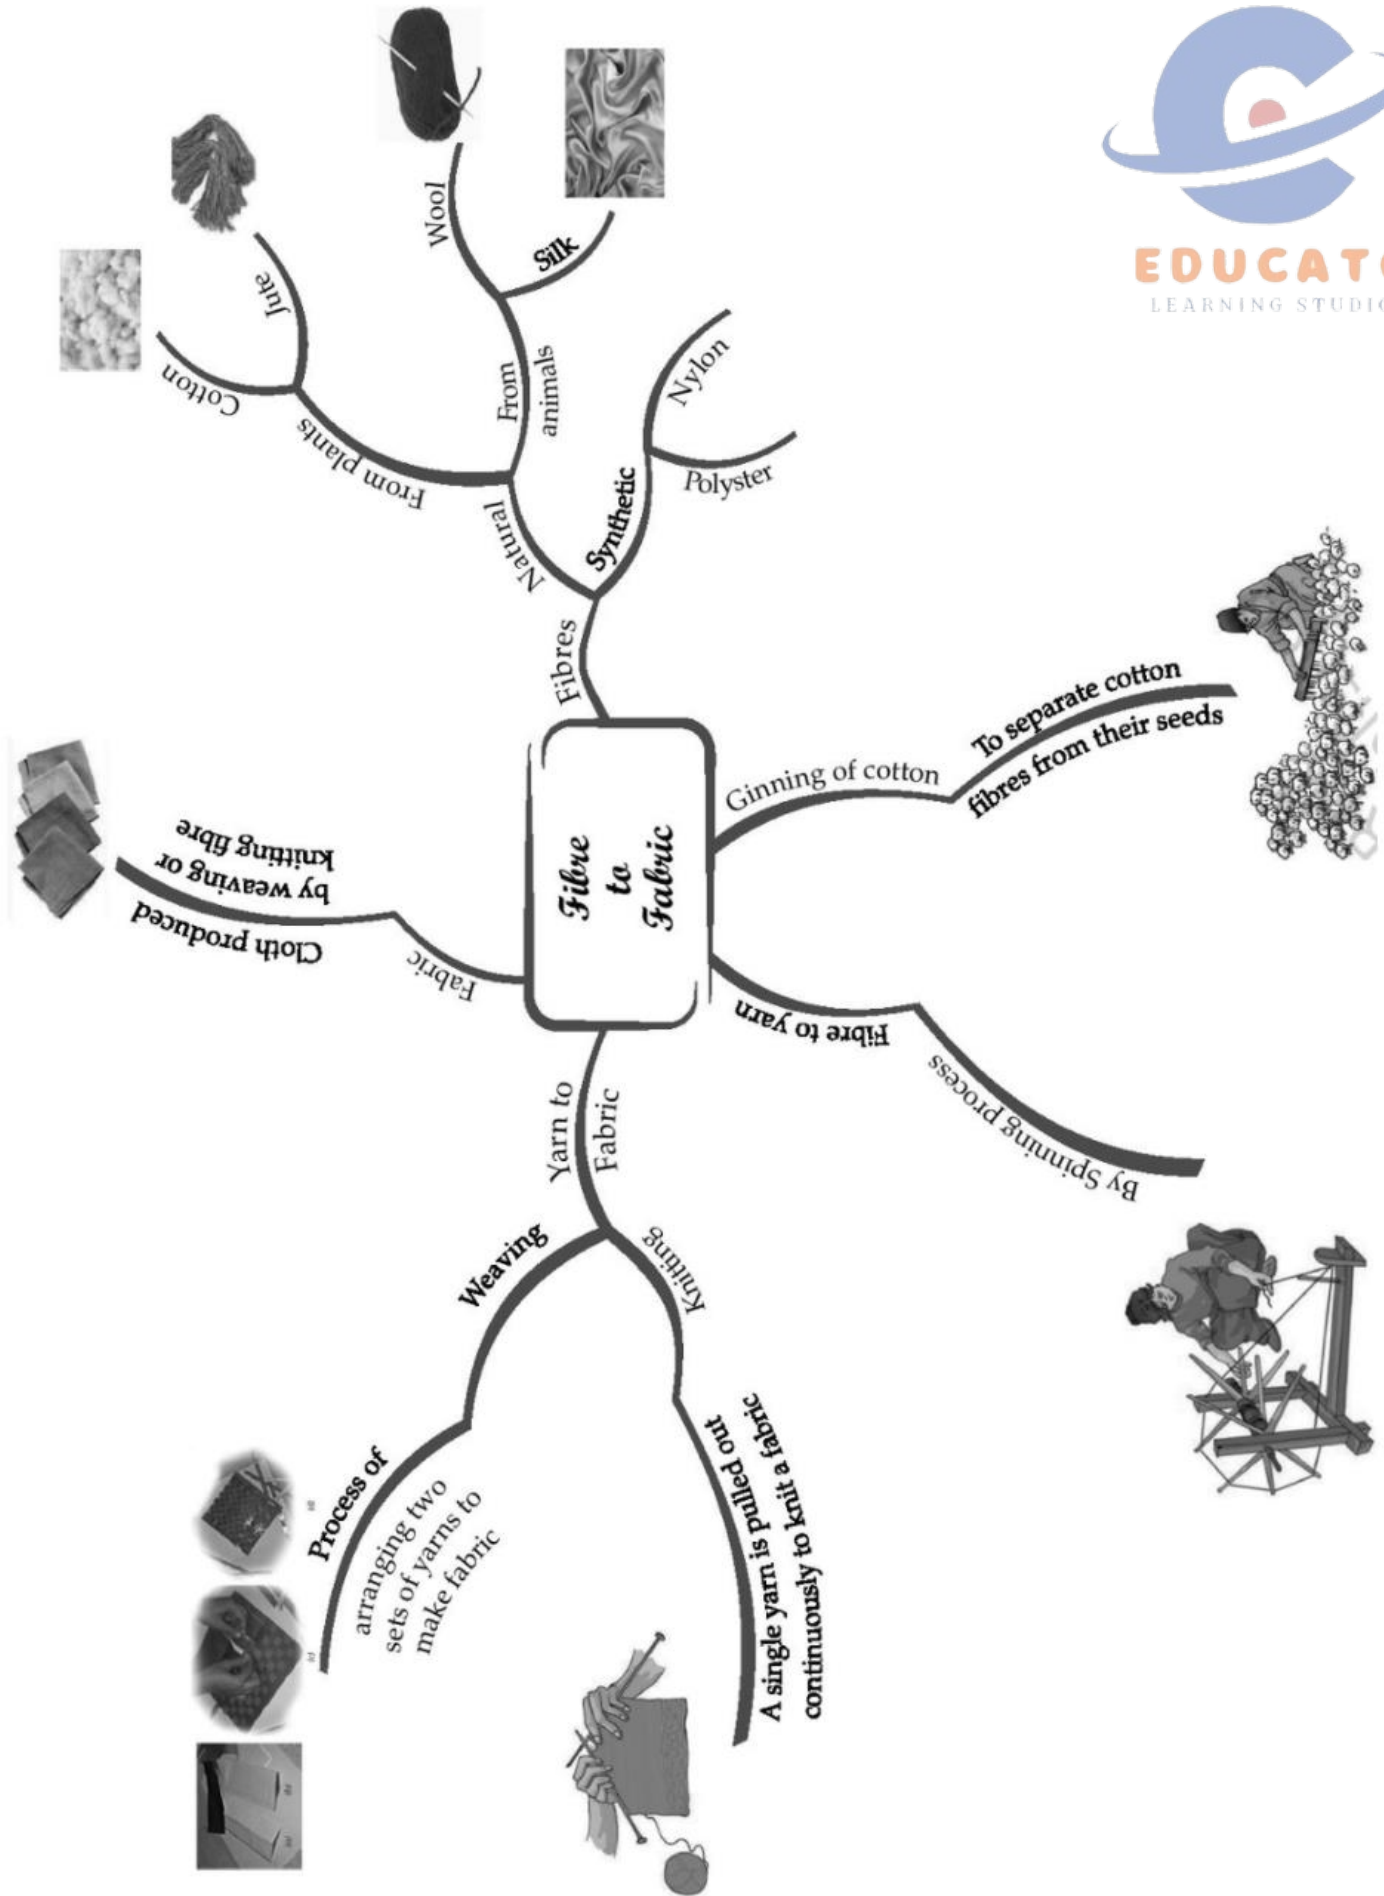 EDUCATO
LEARNING STUDIO
Fibre
to
Fabric
Fibres
Natural
From plants
Cotton
Jute
From
animals
Wool
Silk
Synthetic
Nylon
Polyster
Ginning of cotton
To separate cotton
fibres from their seeds
Fibre to yarn
By Spinning process
Yarn to
Fabric
Weaving
Process of
arranging two
sets of yarns to
make fabric
Knitting
A single yarn is pulled out
continuously to knit a fabric
Fabric
Cloth produced
by weaving or
knitting fibre